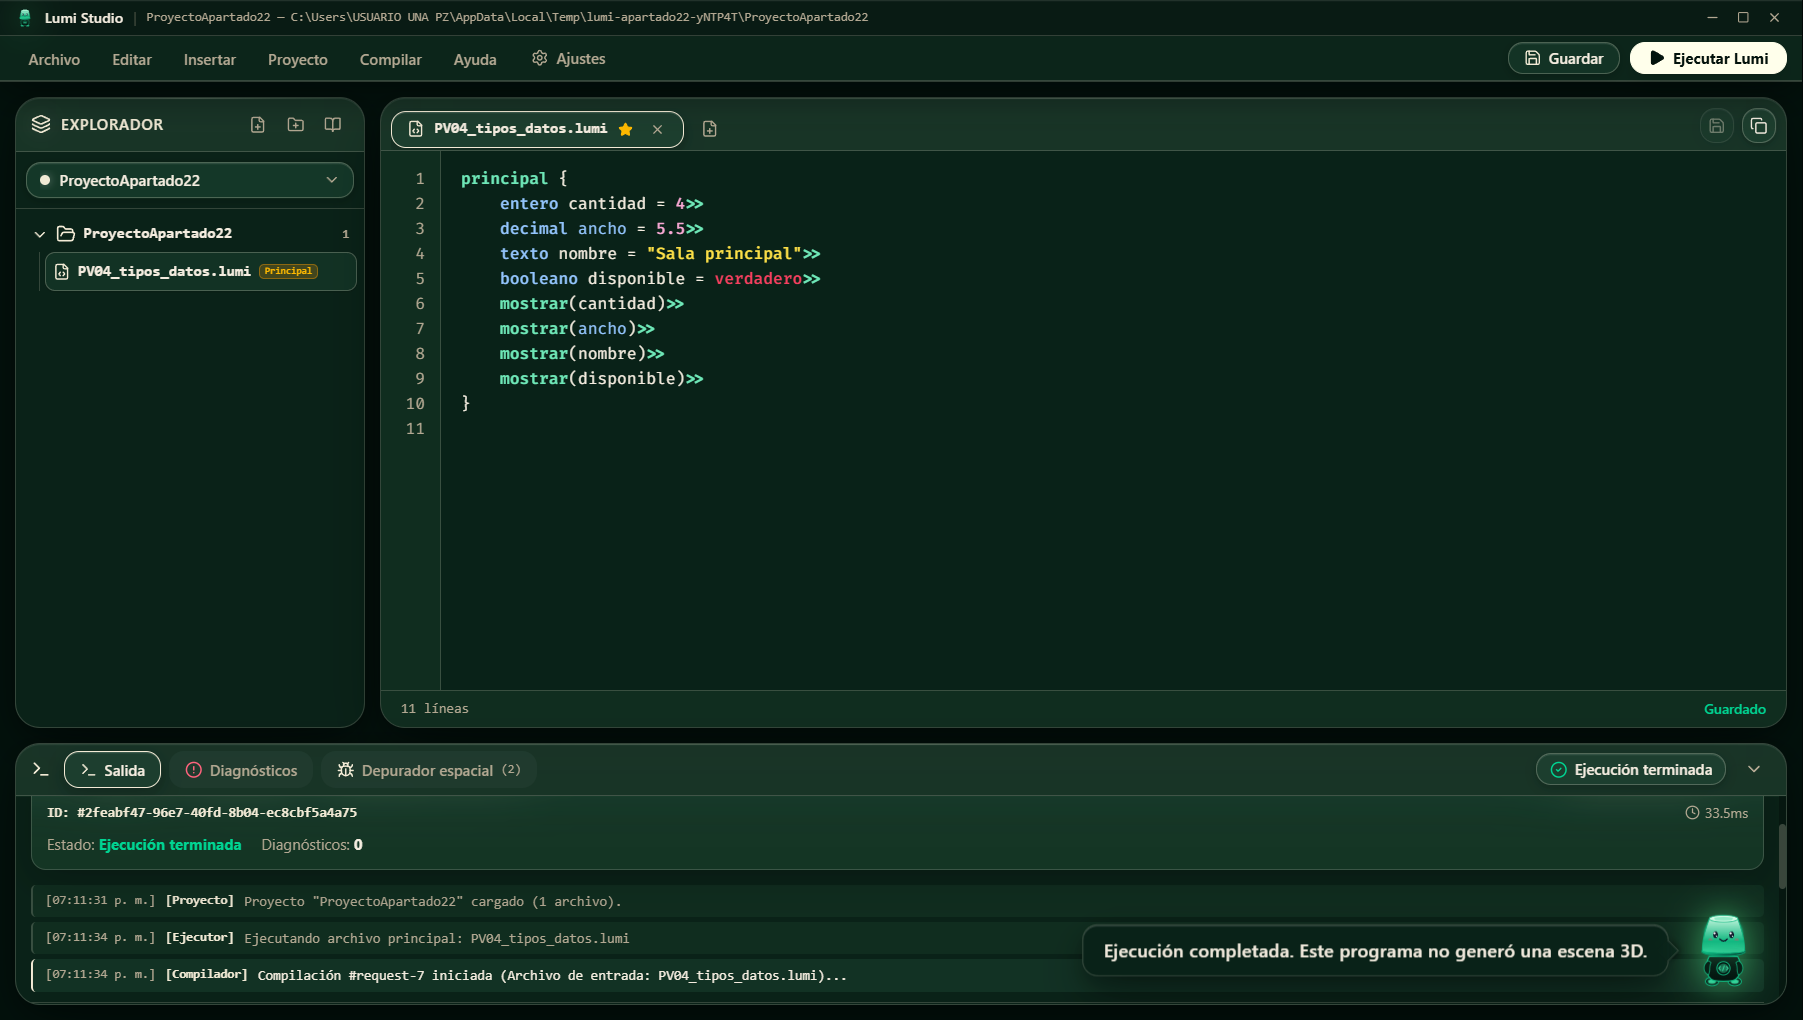 Lumi Studio | ProyectoApartado22 — C:\Users\USUARIO UNA PZ\AppData\Local\Temp\lumi-apartado22-yNTP4T\ProyectoApartado22
Archivo Editar Insertar Proyecto Compilar Ayuda Ajustes Guardar Ejecutar Lumi
EXPLORADOR
ProyectoApartado22
ProyectoApartado22 1
PV04_tipos_datos.lumi Principal
PV04_tipos_datos.lumi
1 principal {
2 entero cantidad = 4>>
3 decimal ancho = 5.5>>
4 texto nombre = "Sala principal">>
5 booleano disponible = verdadero>>
6 mostrar(cantidad)>>
7 mostrar(ancho)>>
8 mostrar(nombre)>>
9 mostrar(disponible)>>
10 }
11
11 líneas Guardado
Salida Diagnósticos Depurador espacial (2) Ejecución terminada
ID: #2feabf47-96e7-40fd-8b04-ec8cbf5a4a75 33.5ms
Estado: Ejecución terminada Diagnósticos: 0
[07:11:31 p. m.] [Proyecto] Proyecto "ProyectoApartado22" cargado (1 archivo).
[07:11:34 p. m.] [Ejecutor] Ejecutando archivo principal: PV04_tipos_datos.lumi
[07:11:34 p. m.] [Compilador] Compilación #request-7 iniciada (Archivo de entrada: PV04_tipos_datos.lumi)...
Ejecución completada. Este programa no generó una escena 3D.